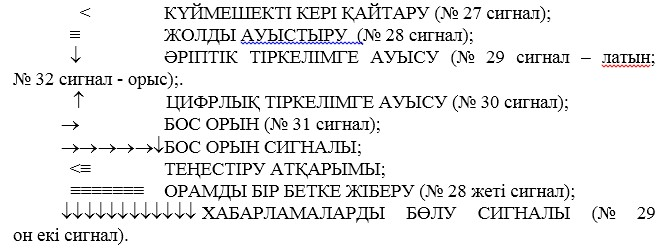 < КҮЙМЕШЕКТІ КЕРІ ҚАЙТАРУ (№ 27 сигнал);
≡ ЖОЛДЫ АУЫСТЫРУ (№ 28 сигнал);
↓ ӘРІПТІК ТІРКЕЛІМГЕ АУЫСУ (№ 29 сигнал – латын;
№ 32 сигнал - орыс);.
↑ ЦИФРЛЫҚ ТІРКЕЛІМГЕ АУЫСУ (№ 30 сигнал);
→ БОС ОРЫН (№ 31 сигнал);
→→→→→↓ БОС ОРЫН СИГНАЛЫ;
<≡ ТЕҢЕСТІРУ АТҚАРЫМЫ;
≡≡≡≡≡≡≡ ОРАМДЫ БІР БЕТКЕ ЖІБЕРУ (№ 28 жеті сигнал);
↓↓↓↓↓↓↓↓↓↓↓↓ ХАБАРЛАМАЛАРДЫ БӨЛУ СИГНАЛЫ (№ 29
он екі сигнал).